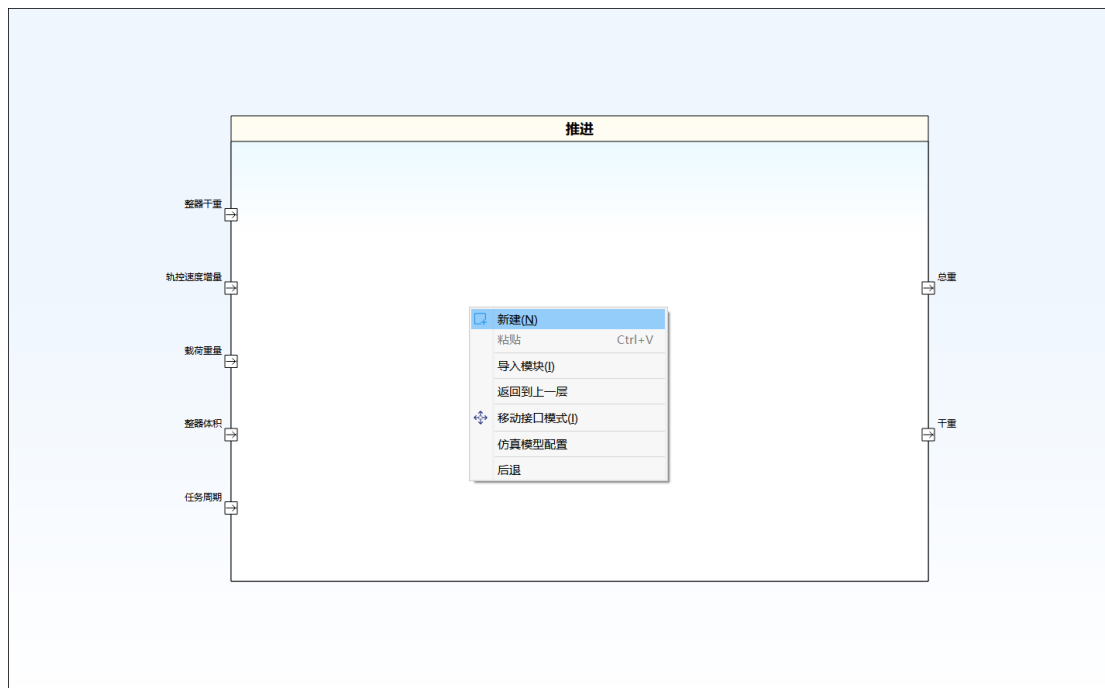 推进
整器干重
轨控速度增量
载荷重量
整器体积
任务周期
总重
干重
新建(N)
粘贴 Ctrl+V
导入模块(I)
返回到上一层
移动接口模式(I)
仿真模型配置
后退